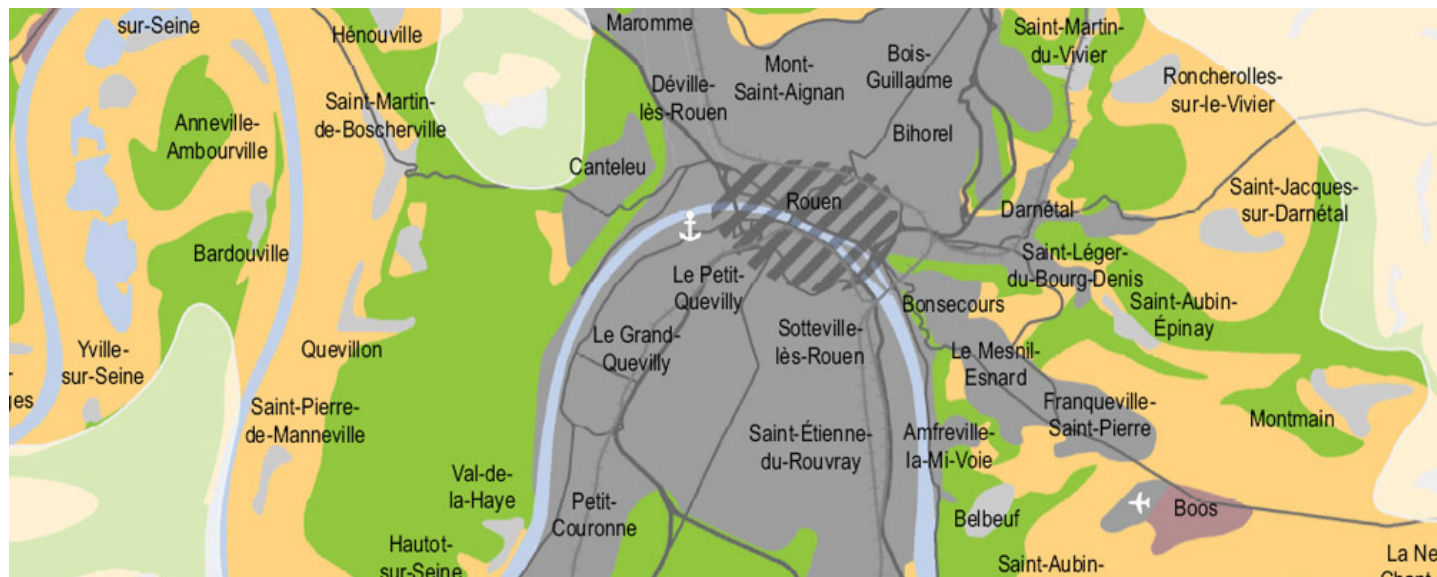 sur-Seine
Hénouville
Maromme
Saint-Martin-
du-Vivier
Mont-
Saint-Aignan
Bois-
Guillaume
Roncherolles-
sur-le-Vivier
Déville-
lès-Rouen
Saint-Martin-
de-Boscherville
Anneville-
Ambourville
Bihorel
Canteleu
Rouen
Darnétal
Saint-Jacques-
sur-Darnétal
Bardouville
Saint-Léger-
du-Bourg-Denis
Le Petit-
Quevilly
Bonsecours
Saint-Aubin-
Épinay
Le Grand-
Quevilly
Sotteville-
lès-Rouen
Yville-
sur-Seine
Quevillon
Le Mesnil-
Esnard
ges
Saint-Pierre-
de-Manneville
Franqueville-
Saint-Pierre
Montmain
Saint-Étienne-
du-Rouvray
Amfreville-
la-Mi-Voie
Val-de-
la-Haye
Petit-
Couronne
Belbeuf
Boos
Hautot-
sur-Seine
Saint-Aubin-
La Ne